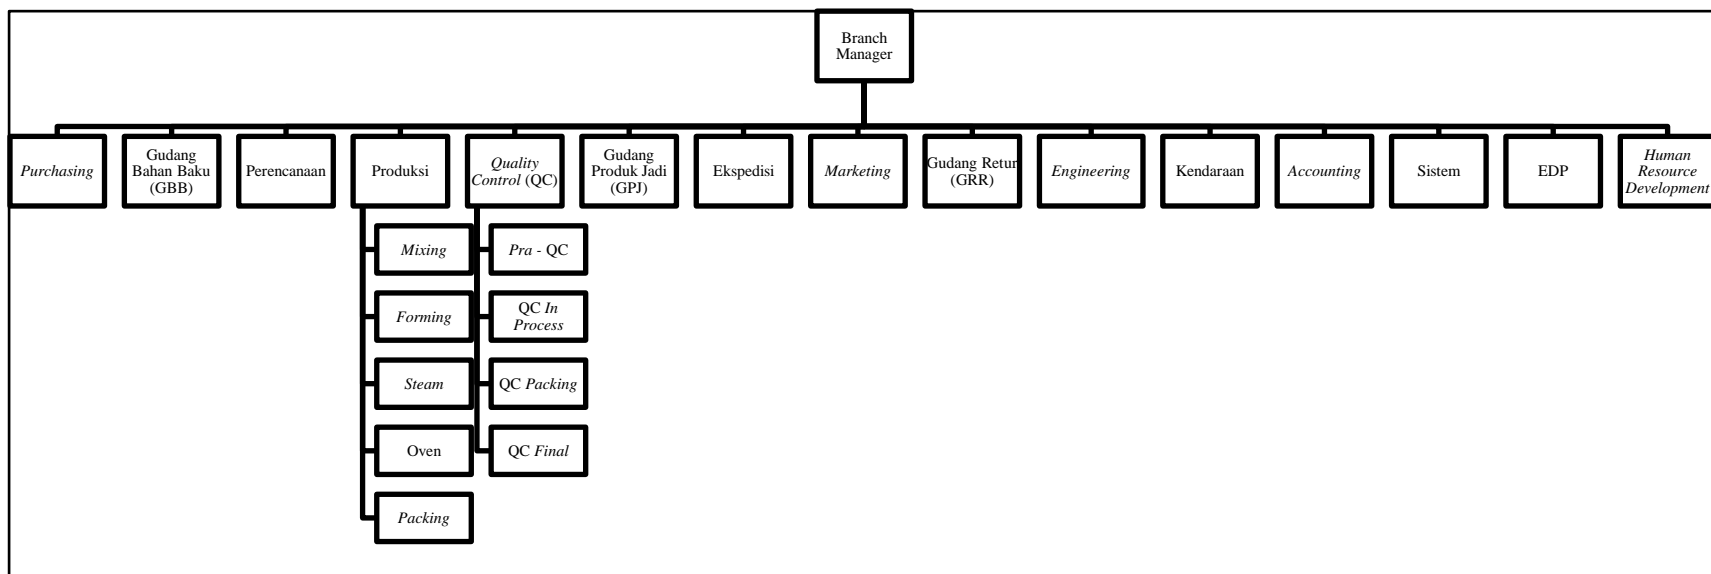 Branch
Manager
Purchasing
Gudang
Bahan Baku
(GBB)
Perencanaan
Produksi
Quality
Control (QC)
Gudang
Produk Jadi
(GPJ)
Ekspedisi
Marketing
Gudang Retur
(GRR)
Engineering
Kendaraan
Accounting
Sistem
EDP
Human
Resource
Development
Mixing
Forming
Steam
Oven
Packing
Pra - QC
QC In
Process
QC Packing
QC Final